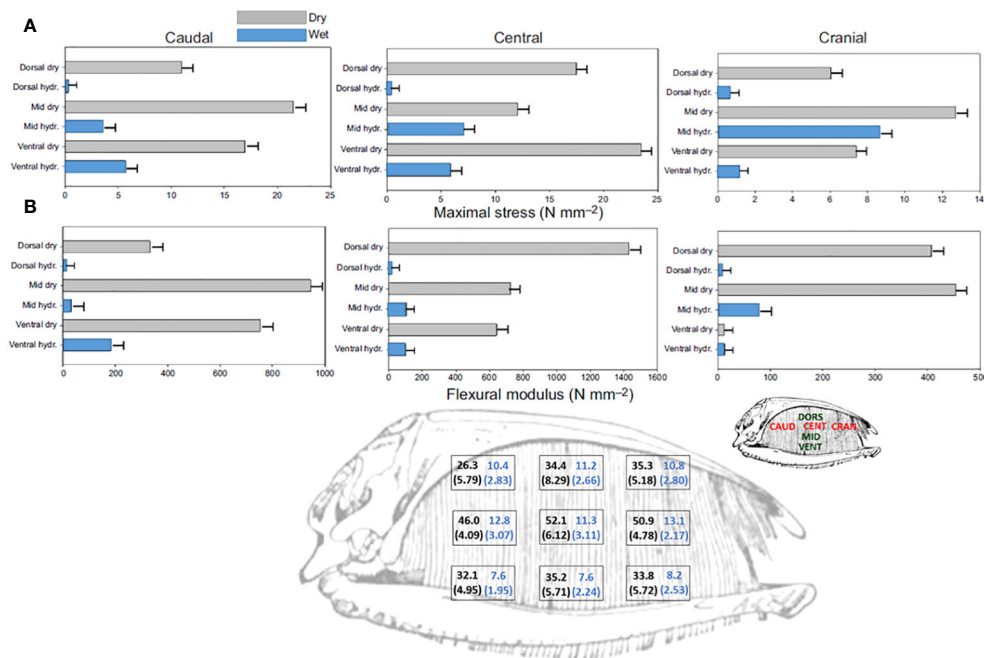 A
Dry
Wet
Caudal
Central
Cranial
Dorsal dry
Dorsal hydr.
Mid dry
Mid hydr.
Ventral dry
Ventral hydr.
0 5 10 15 20 25
Dorsal dry
Dorsal hydr.
Mid dry
Mid hydr.
Ventral dry
Ventral hydr.
0 5 10 15 20 25
Dorsal dry
Dorsal hydr.
Mid dry
Mid hydr.
Ventral dry
Ventral hydr.
0 2 4 6 8 10 12 14
Maximal stress (N mm–2)
B
Dorsal dry
Dorsal hydr.
Mid dry
Mid hydr.
Ventral dry
Ventral hydr.
0 200 400 600 800 1000
Dorsal dry
Dorsal hydr.
Mid dry
Mid hydr.
Ventral dry
Ventral hydr.
0 200 400 600 800 1000 1200 1400 1600
Dorsal dry
Dorsal hydr.
Mid dry
Mid hydr.
Ventral dry
Ventral hydr.
0 100 200 300 400 500
Flexural modulus (N mm–2)
DORS
CAUD CENT CRAN
MID
VENT
26.3 10.4
(5.79) (2.83)
34.4 11.2
(8.29) (2.66)
35.3 10.8
(5.18) (2.80)
46.0 12.8
(4.09) (3.07)
52.1 11.3
(6.12) (3.11)
50.9 13.1
(4.78) (2.17)
32.1 7.6
(4.95) (1.95)
35.2 7.6
(5.71) (2.24)
33.8 8.2
(5.72) (2.53)